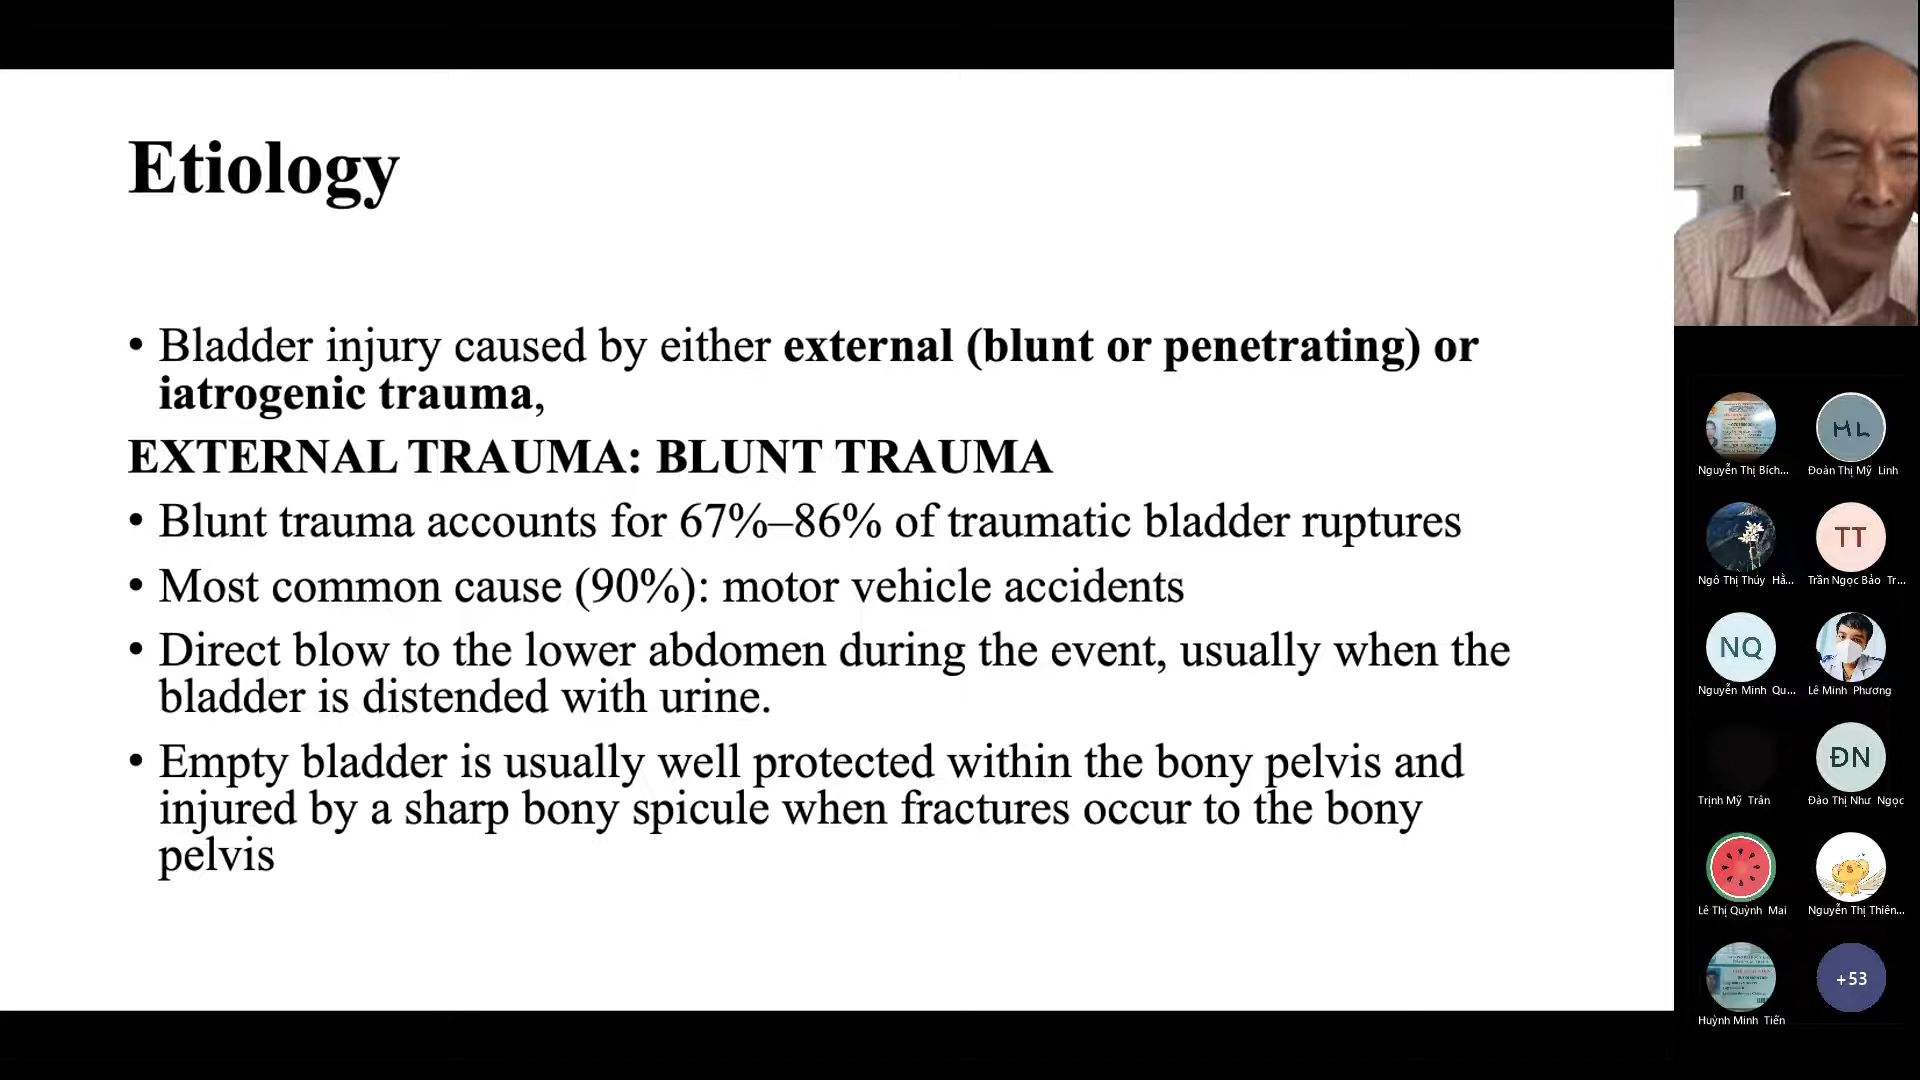 Etiology
• Bladder injury caused by either external (blunt or penetrating) or
iatrogenic trauma,
EXTERNAL TRAUMA: BLUNT TRAUMA
• Blunt trauma accounts for 67%–86% of traumatic bladder ruptures
• Most common cause (90%): motor vehicle accidents
• Direct blow to the lower abdomen during the event, usually when the
bladder is distended with urine.
• Empty bladder is usually well protected within the bony pelvis and
injured by a sharp bony spicule when fractures occur to the bony
pelvis
ML
Nguyễn Thị Bích...
Đoàn Thị Mỹ Linh
TT
Ngô Thị Thúy Hằ...
Trần Ngọc Bảo Tr...
NQ
Nguyễn Minh Qu...
Lê Minh Phương
ĐN
Trịnh Mỹ Trân
Đào Thị Như Ngọc
Lê Thị Quỳnh Mai
Nguyễn Thị Thiên...
+53
Huỳnh Minh Tiến